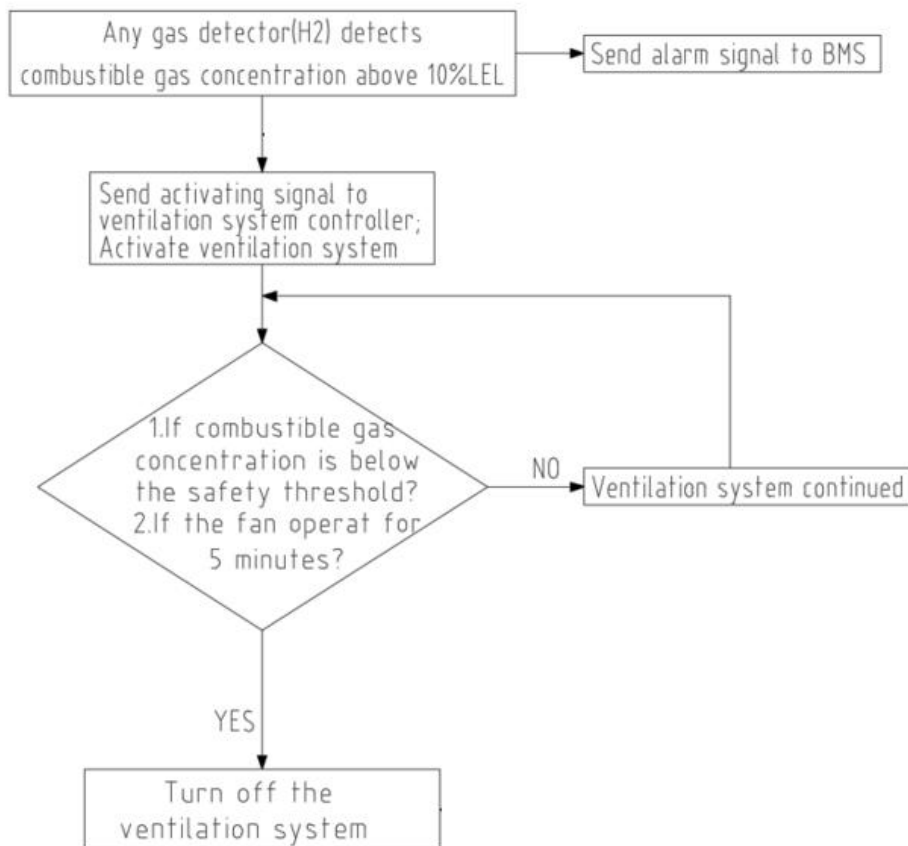 Any gas detector(H2) detects
combustible gas concentration above 10%LEL
Send alarm signal to BMS
Send activating signal to
ventilation system controller;
Activate ventilation system
1.If combustible gas
concentration is below
the safety threshold?
2.If the fan operat for
5 minutes?
NO
Ventilation system continued
YES
Turn off the
ventilation system